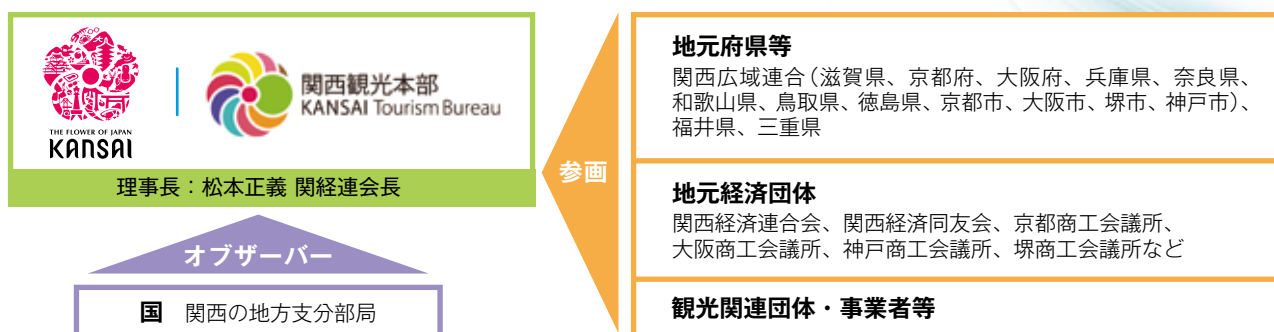 THE FLOWER OF JAPAN
KANSAI
関西観光本部
KANSAI Tourism Bureau
理事長：松本正義 関経連会長
オブザーバー
国 関西の地方支分部局
参画
地元府県等
関西広域連合（滋賀県、京都府、大阪府、兵庫県、奈良県、
和歌山県、鳥取県、徳島県、京都市、大阪市、堺市、神戸市）、
福井県、三重県
地元経済団体
関西経済連合会、関西経済同友会、京都商工会議所、
大阪商工会議所、神戸商工会議所、堺商工会議所など
観光関連団体・事業者等